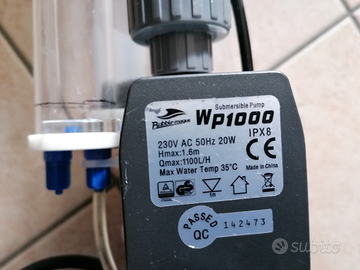 Bubble-magus
Submersible Pump
Wp1000
230V AC 50Hz 20W
IPX8
Hmax:1.6m
Qmax:1100L/H
Max Water Temp 35°C
Made in China
PASSED
QC
142473
subito